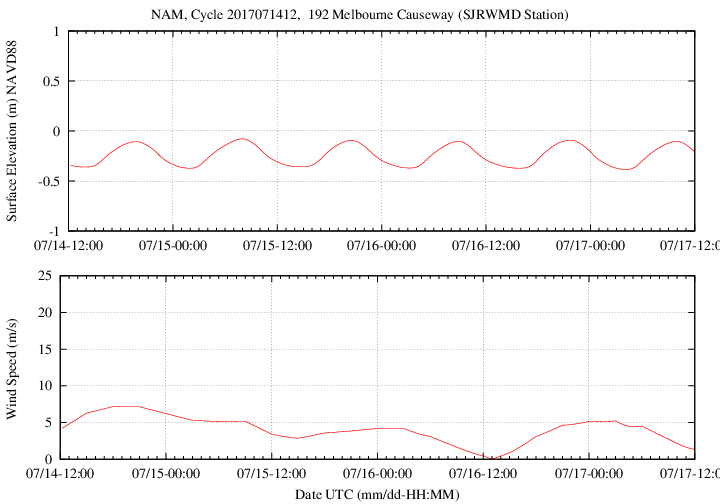 NAM, Cycle 2017071412,  192 Melbourne Causeway (SJRWMD Station)
Surface Elevation (m) NAVD88
1
0.5
0
-0.5
-1
07/14-12:00 07/15-00:00 07/15-12:00 07/16-00:00 07/16-12:00 07/17-00:00 07/17-12:0
Wind Speed (m/s)
25
20
15
10
5
0
07/14-12:00 07/15-00:00 07/15-12:00 07/16-00:00 07/16-12:00 07/17-00:00 07/17-12:0
Date UTC (mm/dd-HH:MM)